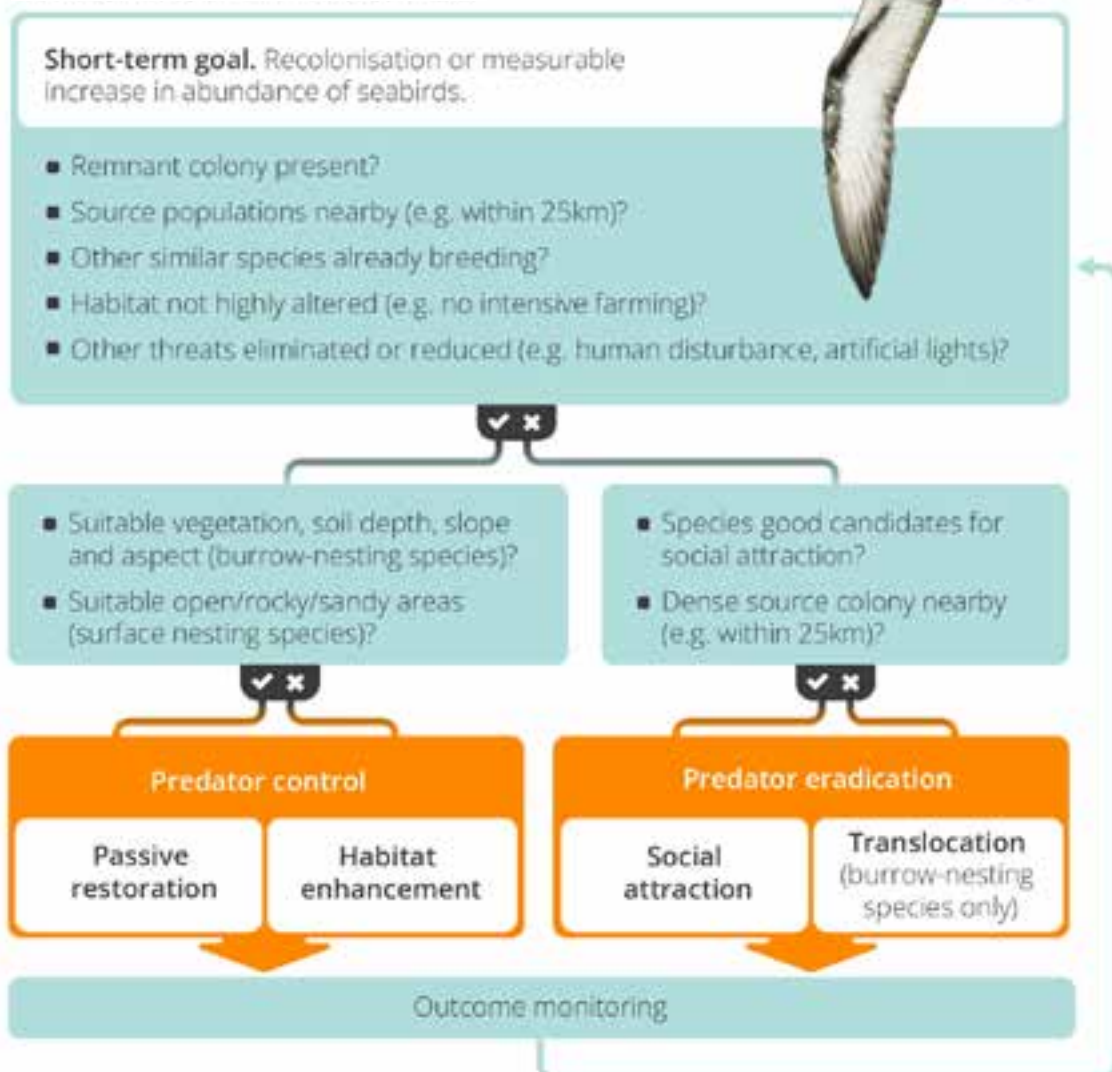 Short-term goal. Recolonisation or measurable
increase in abundance of seabirds.
▪ Remnant colony present?
▪ Source populations nearby (e.g. within 25km)?
▪ Other similar species already breeding?
▪ Habitat not highly altered (e.g. no intensive farming)?
▪ Other threats eliminated or reduced (e.g. human disturbance, artificial lights)?
▪ Suitable vegetation, soil depth, slope
and aspect (burrow-nesting species)?
▪ Suitable open/rocky/sandy areas
(surface nesting species)?
▪ Species good candidates for
social attraction?
▪ Dense source colony nearby
(e.g. within 25km)?
Predator control
Passive
restoration
Habitat
enhancement
Predator eradication
Social
attraction
Translocation
(burrow-nesting
species only)
Outcome monitoring